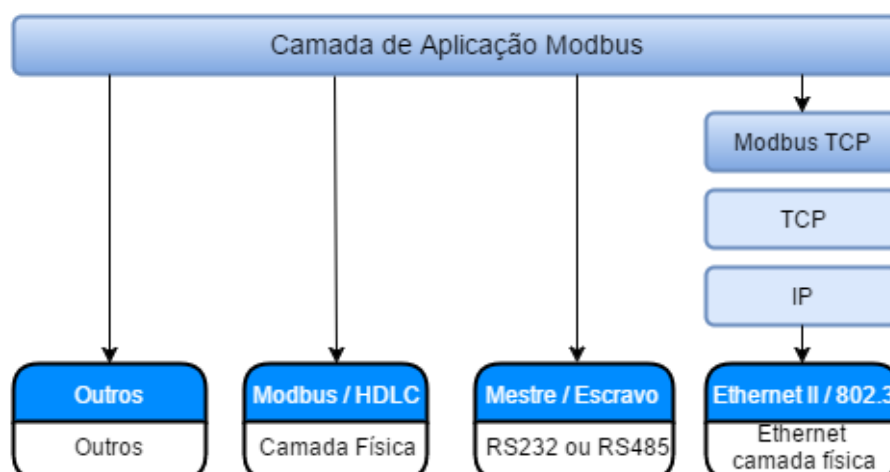 Camada de Aplicação Modbus
Modbus TCP
TCP
IP
Outros
Outros
Modbus / HDLC
Camada Física
Mestre / Escravo
RS232 ou RS485
Ethernet II / 802.3
Ethernet
camada física